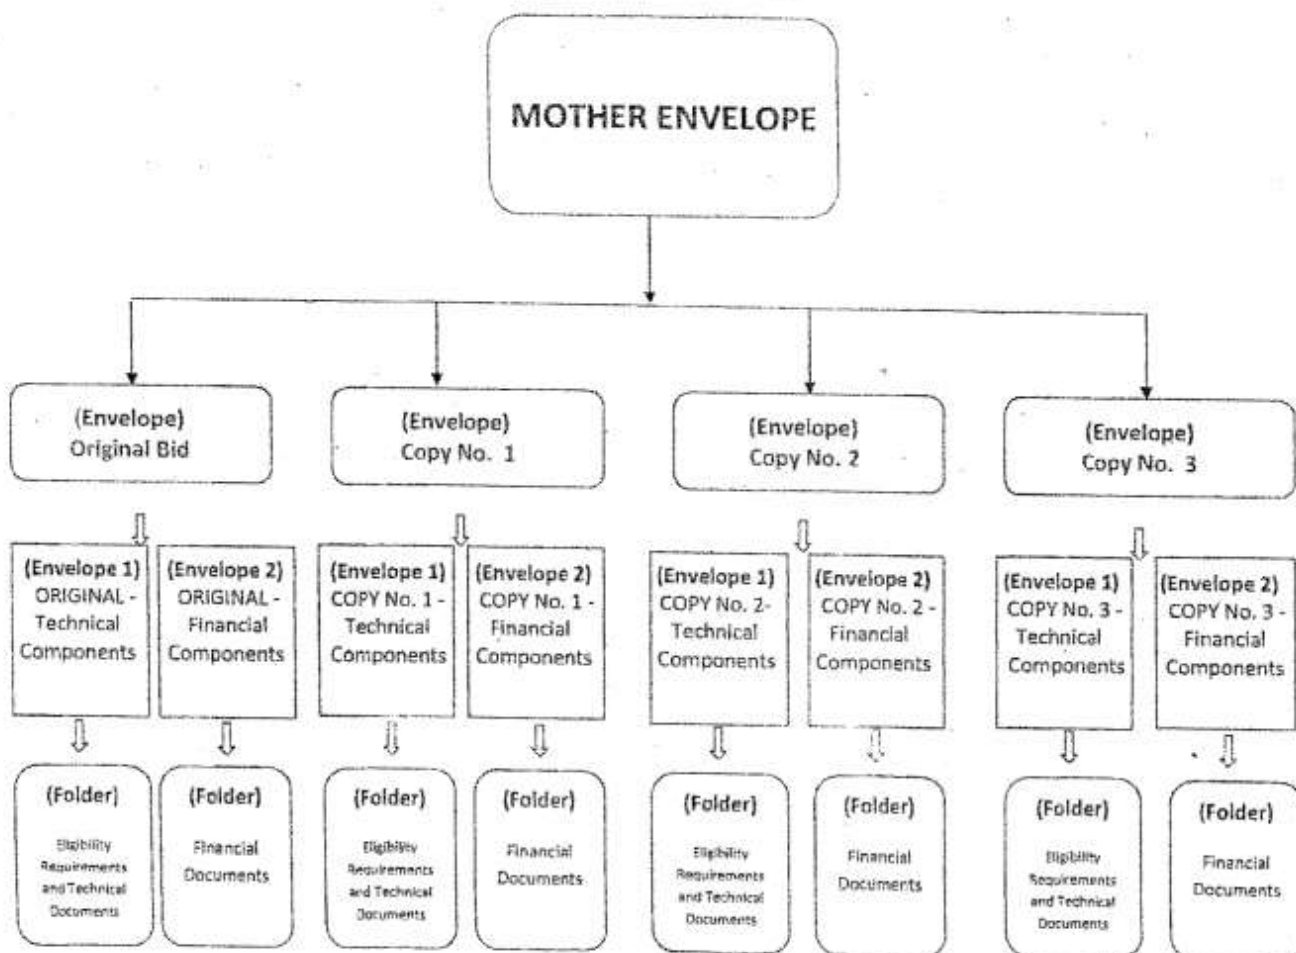 MOTHER ENVELOPE
(Envelope)
Original Bid
(Envelope)
Copy No. 1
(Envelope)
Copy No. 2
(Envelope)
Copy No. 3
(Envelope 1)
ORIGINAL -
Technical
Components
(Envelope 2)
ORIGINAL -
Financial
Components
(Envelope 1)
COPY No. 1 -
Technical
Components
(Envelope 2)
COPY No. 1 -
Financial
Components
(Envelope 1)
COPY No. 2-
Technical
Components
(Envelope 2)
COPY No. 2 -
Financial
Components
(Envelope 1)
COPY No. 3 -
Technical
Components
(Envelope 2)
COPY No. 3 -
Financial
Components
(Folder)
Eligibility
Requirements
and Technical
Documents
(Folder)
Financial
Documents
(Folder)
Eligibility
Requirements
and Technical
Documents
(Folder)
Financial
Documents
(Folder)
Eligibility
Requirements
and Technical
Documents
(Folder)
Financial
Documents
(Folder)
Eligibility
Requirements
and Technical
Documents
(Folder)
Financial
Documents